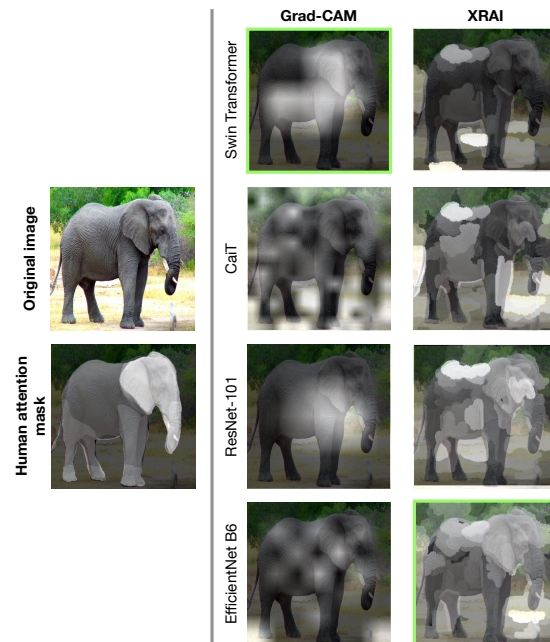 Grad-CAM
XRAI
Swin Transformer
Original image
CaiT
Human attention
mask
ResNet-101
EfficientNet B6